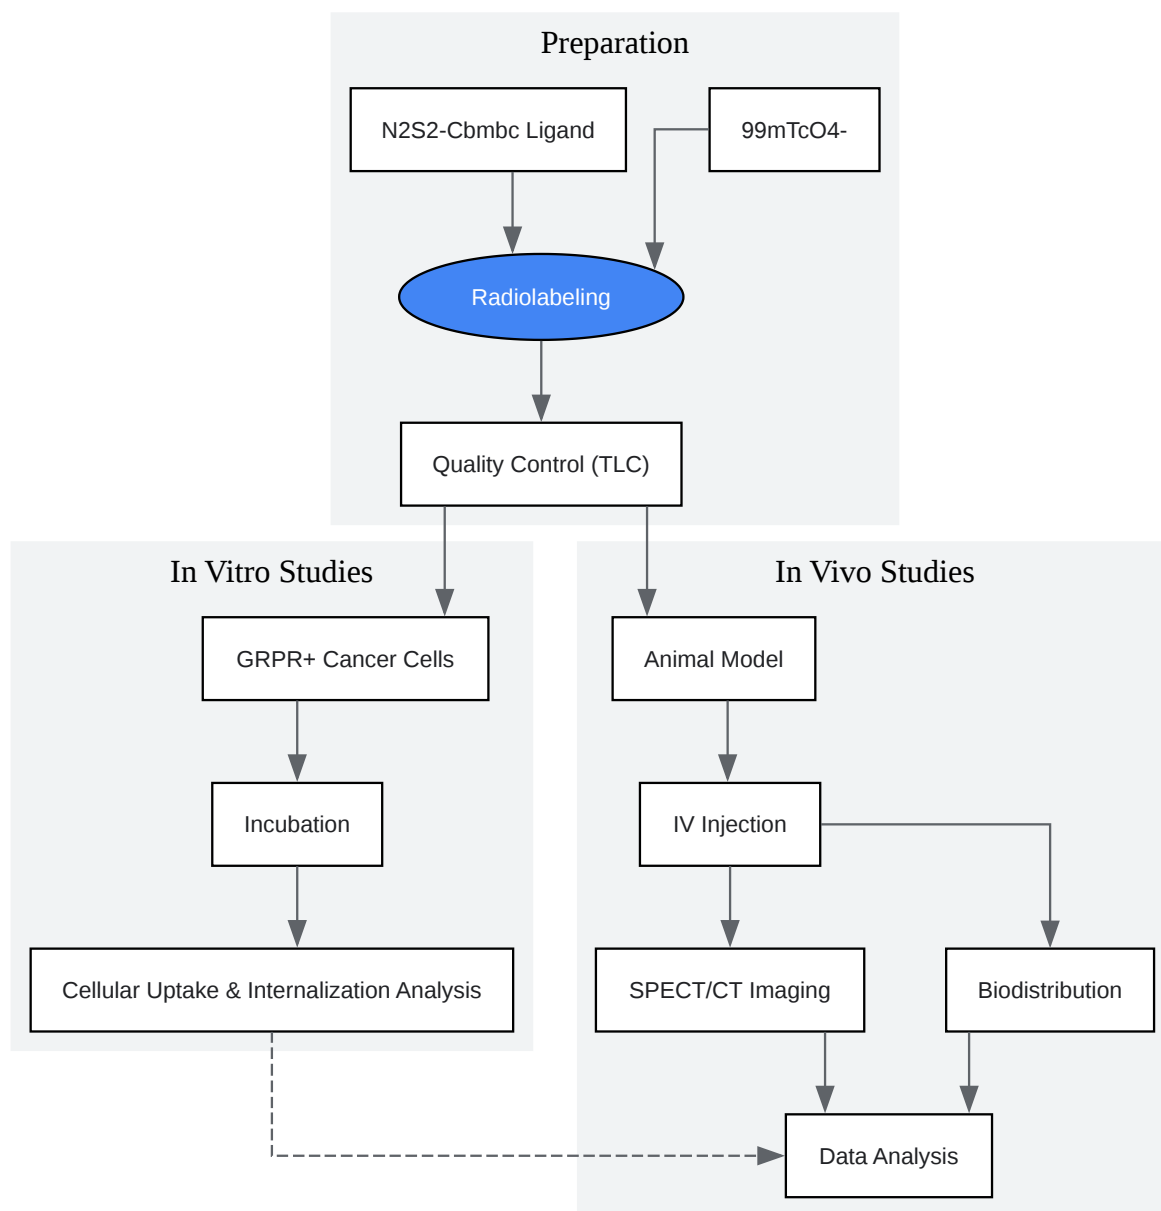 Preparation
N2S2-Cbmbc Ligand
99mTcO4-
Radiolabeling
Quality Control (TLC)
In Vitro Studies
GRPR+ Cancer Cells
Incubation
Cellular Uptake & Internalization Analysis
In Vivo Studies
Animal Model
IV Injection
SPECT/CT Imaging
Biodistribution
Data Analysis